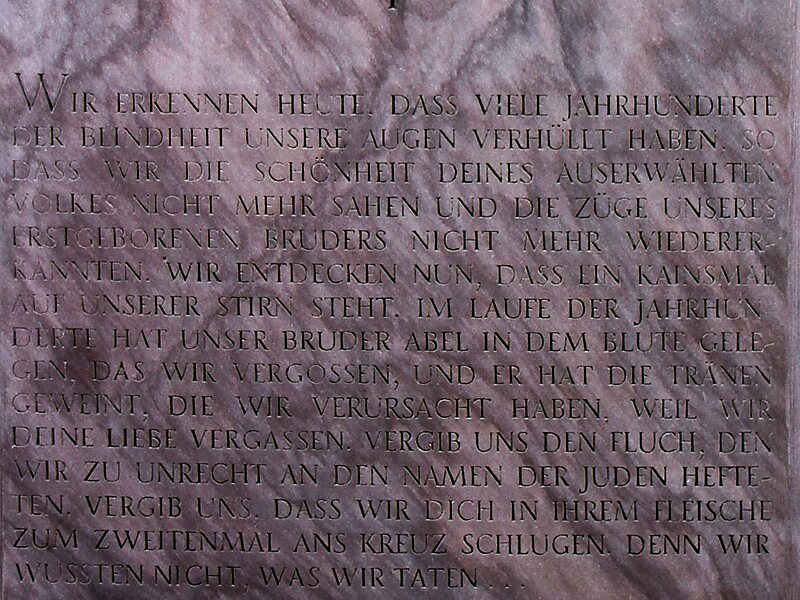 WIR ERKENNEN HEUTE, DASS VIELE JAHRHUNDERTE
DER BLINDHEIT UNSERE AUGEN VERHÜLLT HABEN. SO
DASS WIR DIE SCHÖNHEIT DEINES AUSERWÄHLTEN
VOLKES NICHT MEHR SAHEN UND DIE ZÜGE UNSERES
ERSTGEBORENEN BRUDERS NICHT MEHR WIEDERER-
KANNTEN. WIR ENTDECKEN NUN, DASS EIN KAINSMAL
AUF UNSERER STIRN STEHT. IM LAUFE DER JAHRHUN-
DERTE HAT UNSER BRUDER ABEL IN DEM BLUTE GELE-
GEN, DAS WIR VERGOSSEN, UND ER HAT DIE TRÄNEN
GEWEINT, DIE WIR VERURSACHT HABEN, WEIL WIR
DEINE LIEBE VERGASSEN. VERGIB UNS DEN FLUCH, DEN
WIR ZU UNRECHT AN DEN NAMEN DER JUDEN HEFTE-
TEN. VERGIB UNS, DASS WIR DICH IN IHREM FLEISCHE
ZUM ZWEITENMAL ANS KREUZ SCHLUGEN. DENN WIR
WUSSTEN NICHT, WAS WIR TATEN . . .